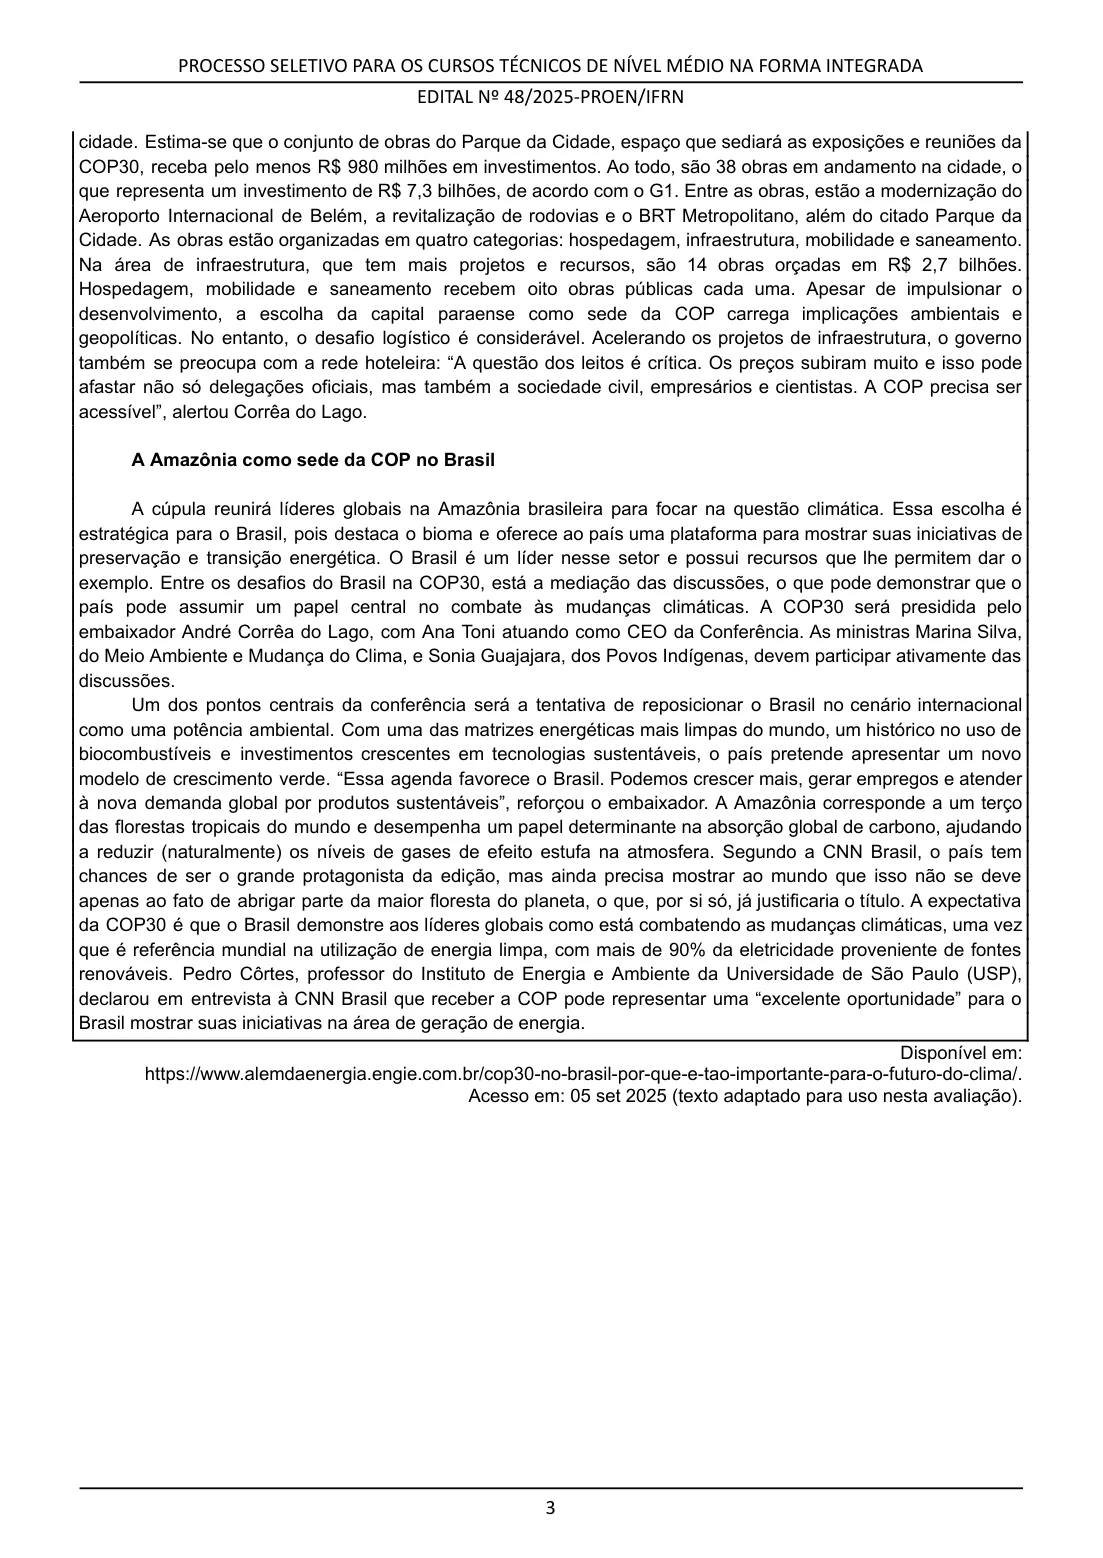 PROCESSO SELETIVO PARA OS CURSOS TÉCNICOS DE NÍVEL MÉDIO NA FORMA INTEGRADA
EDITAL Nº 48/2025-PROEN/IFRN
cidade. Estima-se que o conjunto de obras do Parque da Cidade, espaço que sediará as exposições e reuniões da
COP30, receba pelo menos R$ 980 milhões em investimentos. Ao todo, são 38 obras em andamento na cidade, o
que representa um investimento de R$ 7,3 bilhões, de acordo com o G1. Entre as obras, estão a modernização do
Aeroporto Internacional de Belém, a revitalização de rodovias e o BRT Metropolitano, além do citado Parque da
Cidade. As obras estão organizadas em quatro categorias: hospedagem, infraestrutura, mobilidade e saneamento.
Na área de infraestrutura, que tem mais projetos e recursos, são 14 obras orçadas em R$ 2,7 bilhões.
Hospedagem, mobilidade e saneamento recebem oito obras públicas cada uma. Apesar de impulsionar o
desenvolvimento, a escolha da capital paraense como sede da COP carrega implicações ambientais e
geopolíticas. No entanto, o desafio logístico é considerável. Acelerando os projetos de infraestrutura, o governo
também se preocupa com a rede hoteleira: “A questão dos leitos é crítica. Os preços subiram muito e isso pode
afastar não só delegações oficiais, mas também a sociedade civil, empresários e cientistas. A COP precisa ser
acessível”, alertou Corrêa do Lago.
A Amazônia como sede da COP no Brasil
A cúpula reunirá líderes globais na Amazônia brasileira para focar na questão climática. Essa escolha é
estratégica para o Brasil, pois destaca o bioma e oferece ao país uma plataforma para mostrar suas iniciativas de
preservação e transição energética. O Brasil é um líder nesse setor e possui recursos que lhe permitem dar o
exemplo. Entre os desafios do Brasil na COP30, está a mediação das discussões, o que pode demonstrar que o
país pode assumir um papel central no combate às mudanças climáticas. A COP30 será presidida pelo
embaixador André Corrêa do Lago, com Ana Toni atuando como CEO da Conferência. As ministras Marina Silva,
do Meio Ambiente e Mudança do Clima, e Sonia Guajajara, dos Povos Indígenas, devem participar ativamente das
discussões.
Um dos pontos centrais da conferência será a tentativa de reposicionar o Brasil no cenário internacional
como uma potência ambiental. Com uma das matrizes energéticas mais limpas do mundo, um histórico no uso de
biocombustíveis e investimentos crescentes em tecnologias sustentáveis, o país pretende apresentar um novo
modelo de crescimento verde. “Essa agenda favorece o Brasil. Podemos crescer mais, gerar empregos e atender
à nova demanda global por produtos sustentáveis”, reforçou o embaixador. A Amazônia corresponde a um terço
das florestas tropicais do mundo e desempenha um papel determinante na absorção global de carbono, ajudando
a reduzir (naturalmente) os níveis de gases de efeito estufa na atmosfera. Segundo a CNN Brasil, o país tem
chances de ser o grande protagonista da edição, mas ainda precisa mostrar ao mundo que isso não se deve
apenas ao fato de abrigar parte da maior floresta do planeta, o que, por si só, já justificaria o título. A expectativa
da COP30 é que o Brasil demonstre aos líderes globais como está combatendo as mudanças climáticas, uma vez
que é referência mundial na utilização de energia limpa, com mais de 90% da eletricidade proveniente de fontes
renováveis. Pedro Côrtes, professor do Instituto de Energia e Ambiente da Universidade de São Paulo (USP),
declarou em entrevista à CNN Brasil que receber a COP pode representar uma “excelente oportunidade” para o
Brasil mostrar suas iniciativas na área de geração de energia.
Disponível em:
https://www.alemdaenergia.engie.com.br/cop30-no-brasil-por-que-e-tao-importante-para-o-futuro-do-clima/.
Acesso em: 05 set 2025 (texto adaptado para uso nesta avaliação).
3